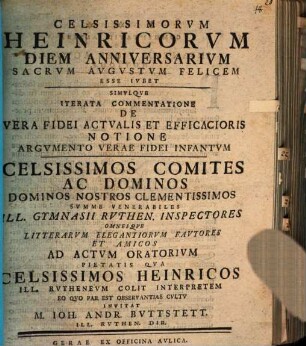 CELSISSIMORVM
HEINRICORVM
DIEM ANNIVERSARIVM
SACRVM AVGVSTVM FELICEM
ESSE IVBET
SIMVLQVE
ITERATA COMMENTATIONE
DE
VERA FIDEI ACTVALIS ET EFFICACIORIS
NOTIONE
ARGVMENTO VERAE FIDEI INFANTVM
CELSISSIMOS COMITES
AC DOMINOS
DOMINOS NOSTROS CLEMENTISSIMOS
SVMME VENERABILES
ILL. GYMNASII RVTHEN. INSPECTORES
OMNESQVE
LITTERARVM ELEGANTIORVM FAVTORES
ET AMICOS
AD ACTVM ORATORIVM
PIETATIS QVA
CELSISSIMOS HEINRICOS
ILL. RVTHENEVM COLIT INTERPRETEM
EO QVO PAR EST OBSERVANTIAE CVLTV
INVITAT
M. IOH. ANDR. BVTTSTETT,
ILL. RVTHEN. DIR.
GERAE EX OFFICINA AVLICA.